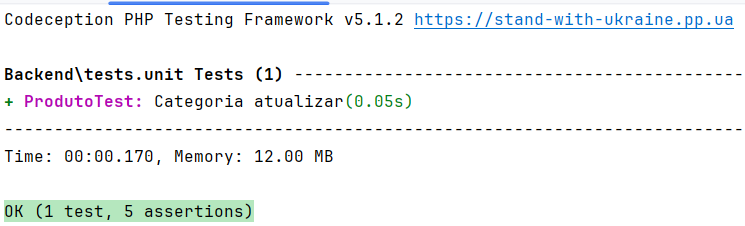 Codeception PHP Testing Framework v5.1.2 https://stand-with-ukraine.pp.ua
Backend\tests.unit Tests (1) -----------------------------------------------
+ ProdutoTest: Categoria atualizar(0.05s)
----------------------------------------------------------------------------
Time: 00:00.170, Memory: 12.00 MB
OK (1 test, 5 assertions)